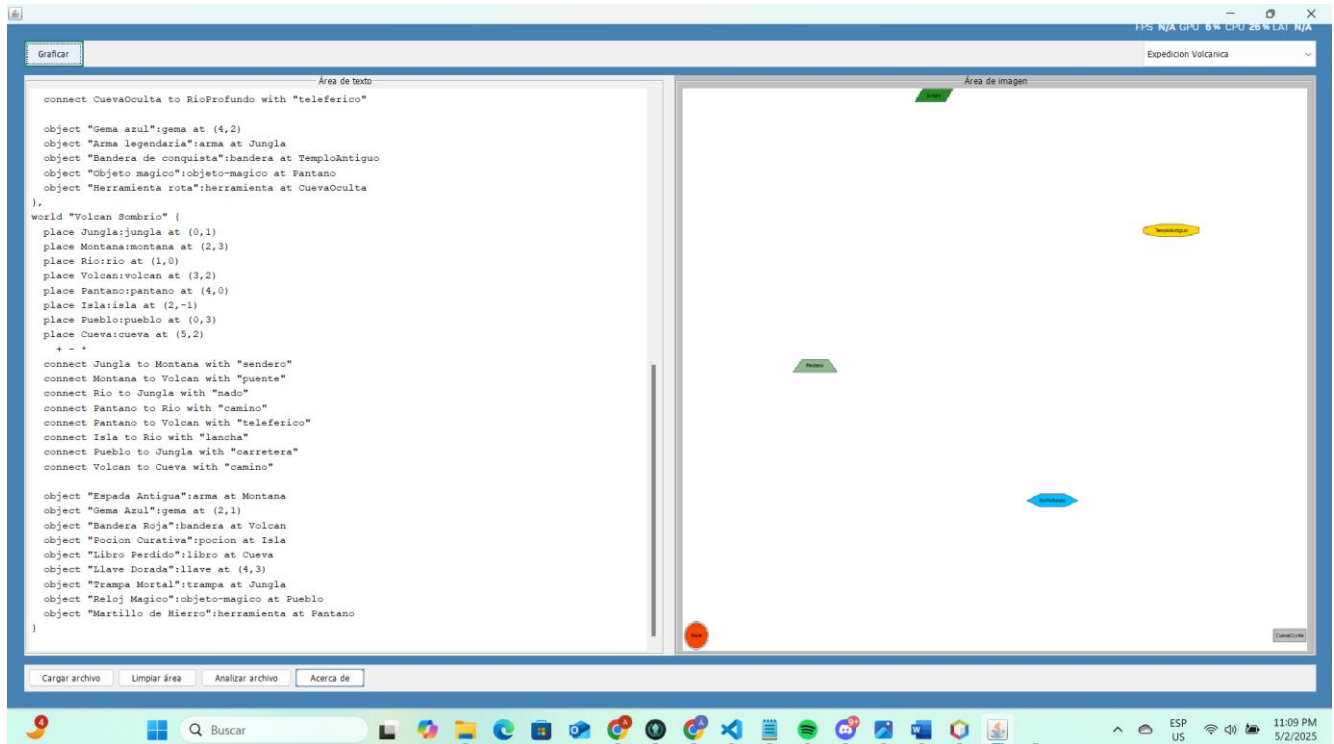 FPS N/A GPU 6% CPU 26% LAT N/A
Graficar
Expedicion Volcanica
Área de texto
connect CuevaOculta to RioProfundo with "teleferico"
object "Gema azul":gema at (4,2)
object "Arma legendaria":arma at Jungla
object "Bandera de conquista":bandera at TemploAntiguo
object "Objeto magico":objeto-magico at Pantano
object "Herramienta rota":herramienta at CuevaOculta
},
world "Volcan Sombrio" {
place Jungla:jungla at (0,1)
place Montana:montana at (2,3)
place Rio:rio at (1,0)
place Volcan:volcan at (3,2)
place Pantano:pantano at (4,0)
place Isla:isla at (2,-1)
place Pueblo:pueblo at (0,3)
place Cueva:cueva at (5,2)
+ - *
connect Jungla to Montana with "sendero"
connect Montana to Volcan with "puente"
connect Rio to Jungla with "nado"
connect Pantano to Rio with "camino"
connect Pantano to Volcan with "teleferico"
connect Isla to Rio with "lancha"
connect Pueblo to Jungla with "carretera"
connect Volcan to Cueva with "camino"
object "Espada Antigua":arma at Montana
object "Gema Azul":gema at (2,1)
object "Bandera Roja":bandera at Volcan
object "Pocion Curativa":pocion at Isla
object "Libro Perdido":libro at Cueva
object "Llave Dorada":llave at (4,3)
object "Trampa Mortal":trampa at Jungla
object "Reloj Magico":objeto-magico at Pueblo
object "Martillo de Hierro":herramienta at Pantano
}
Área de imagen
TemploAntiguo
Pantano
RioProfundo
CuevaOculta
Cargar archivo
Limpiar área
Analizar archivo
Acerca de
4
Buscar
ESP
US
11:09 PM
5/2/2025